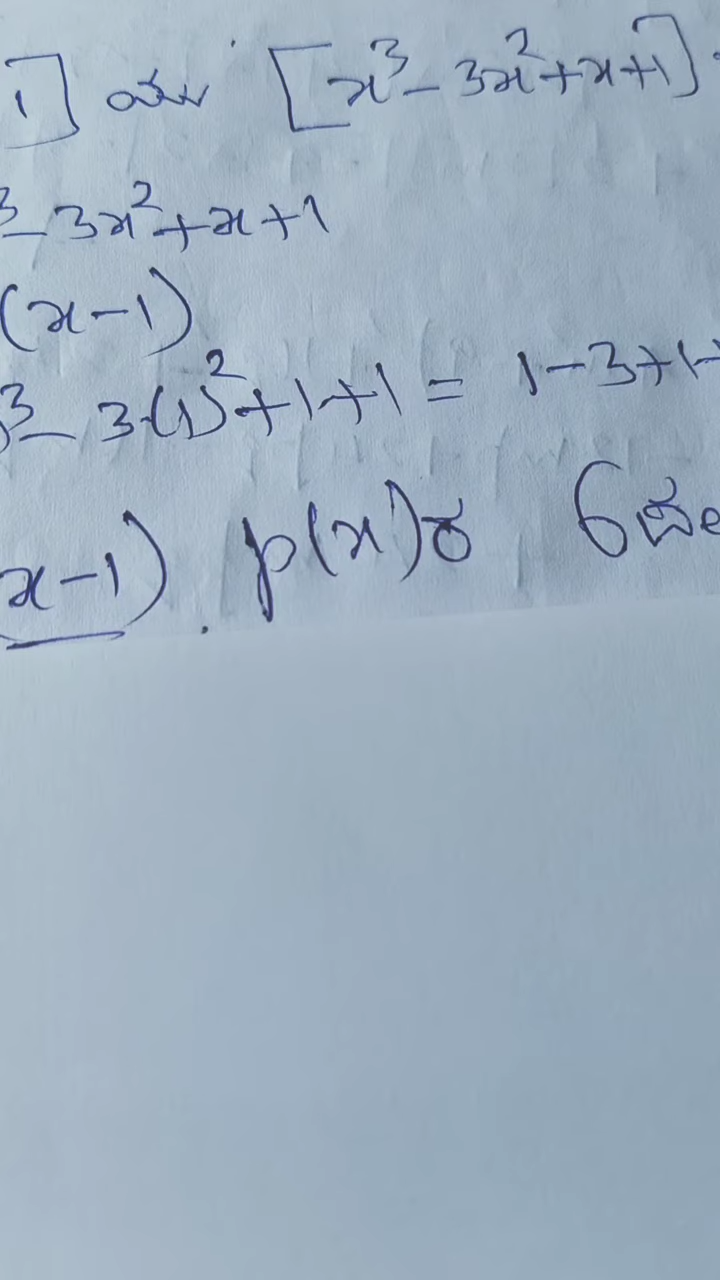 1] ಯು [x³ - 3x² + x + 1]
³ - 3x² + x + 1
(x - 1)
)³ - 3·(1)² + 1 + 1 = 1 - 3 + 1 +
x - 1) p(x)ರ